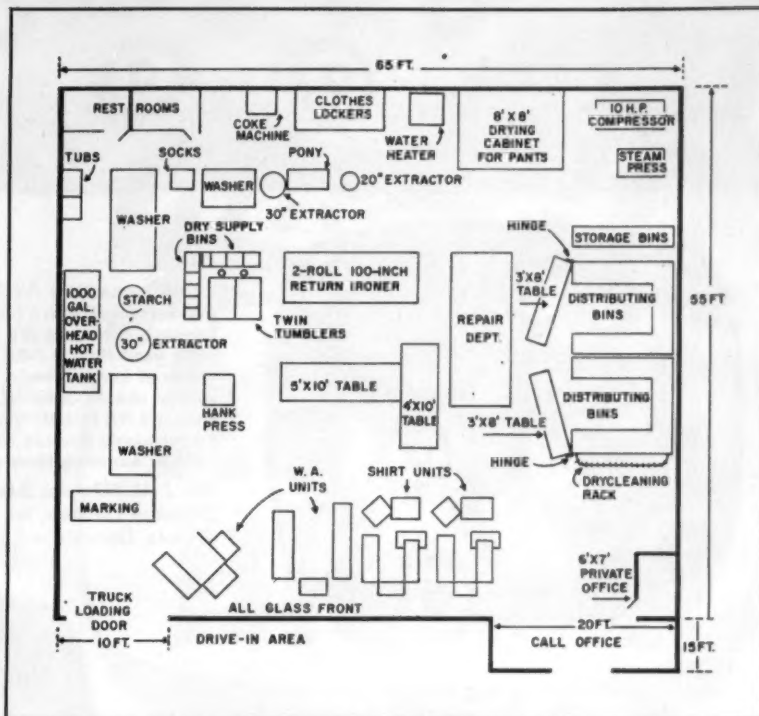 65 FT.
REST ROOMS
COKE
MACHINE
CLOTHES
LOCKERS
WATER
HEATER
8'X 8'
DRYING
CABINET
FOR PANTS
10 H.P.
COMPRESSOR
STEAM
PRESS
TUBS
SOCKS
WASHER
PONY
20" EXTRACTOR
30" EXTRACTOR
WASHER
DRY SUPPLY
BINS
HINGE
STORAGE BINS
2-ROLL 100-INCH
RETURN IRONER
3'X8'
TABLE
DISTRIBUTING
BINS
55 FT
1000
GAL.
OVER-
HEAD
HOT
WATER
TANK
STARCH
TWIN
TUMBLERS
REPAIR
DEPT.
30"
EXTRACTOR
5'X10' TABLE
4'X10'
TABLE
HANK
PRESS
DISTRIBUTING
BINS
3'X8' TABLE
WASHER
HINGE
DRYCLEANING
RACK
W. A.
UNITS
SHIRT UNITS
MARKING
6'X7'
PRIVATE
OFFICE
TRUCK
LOADING
DOOR
10 FT.
ALL GLASS FRONT
DRIVE-IN AREA
20FT.
CALL OFFICE
15 FT.